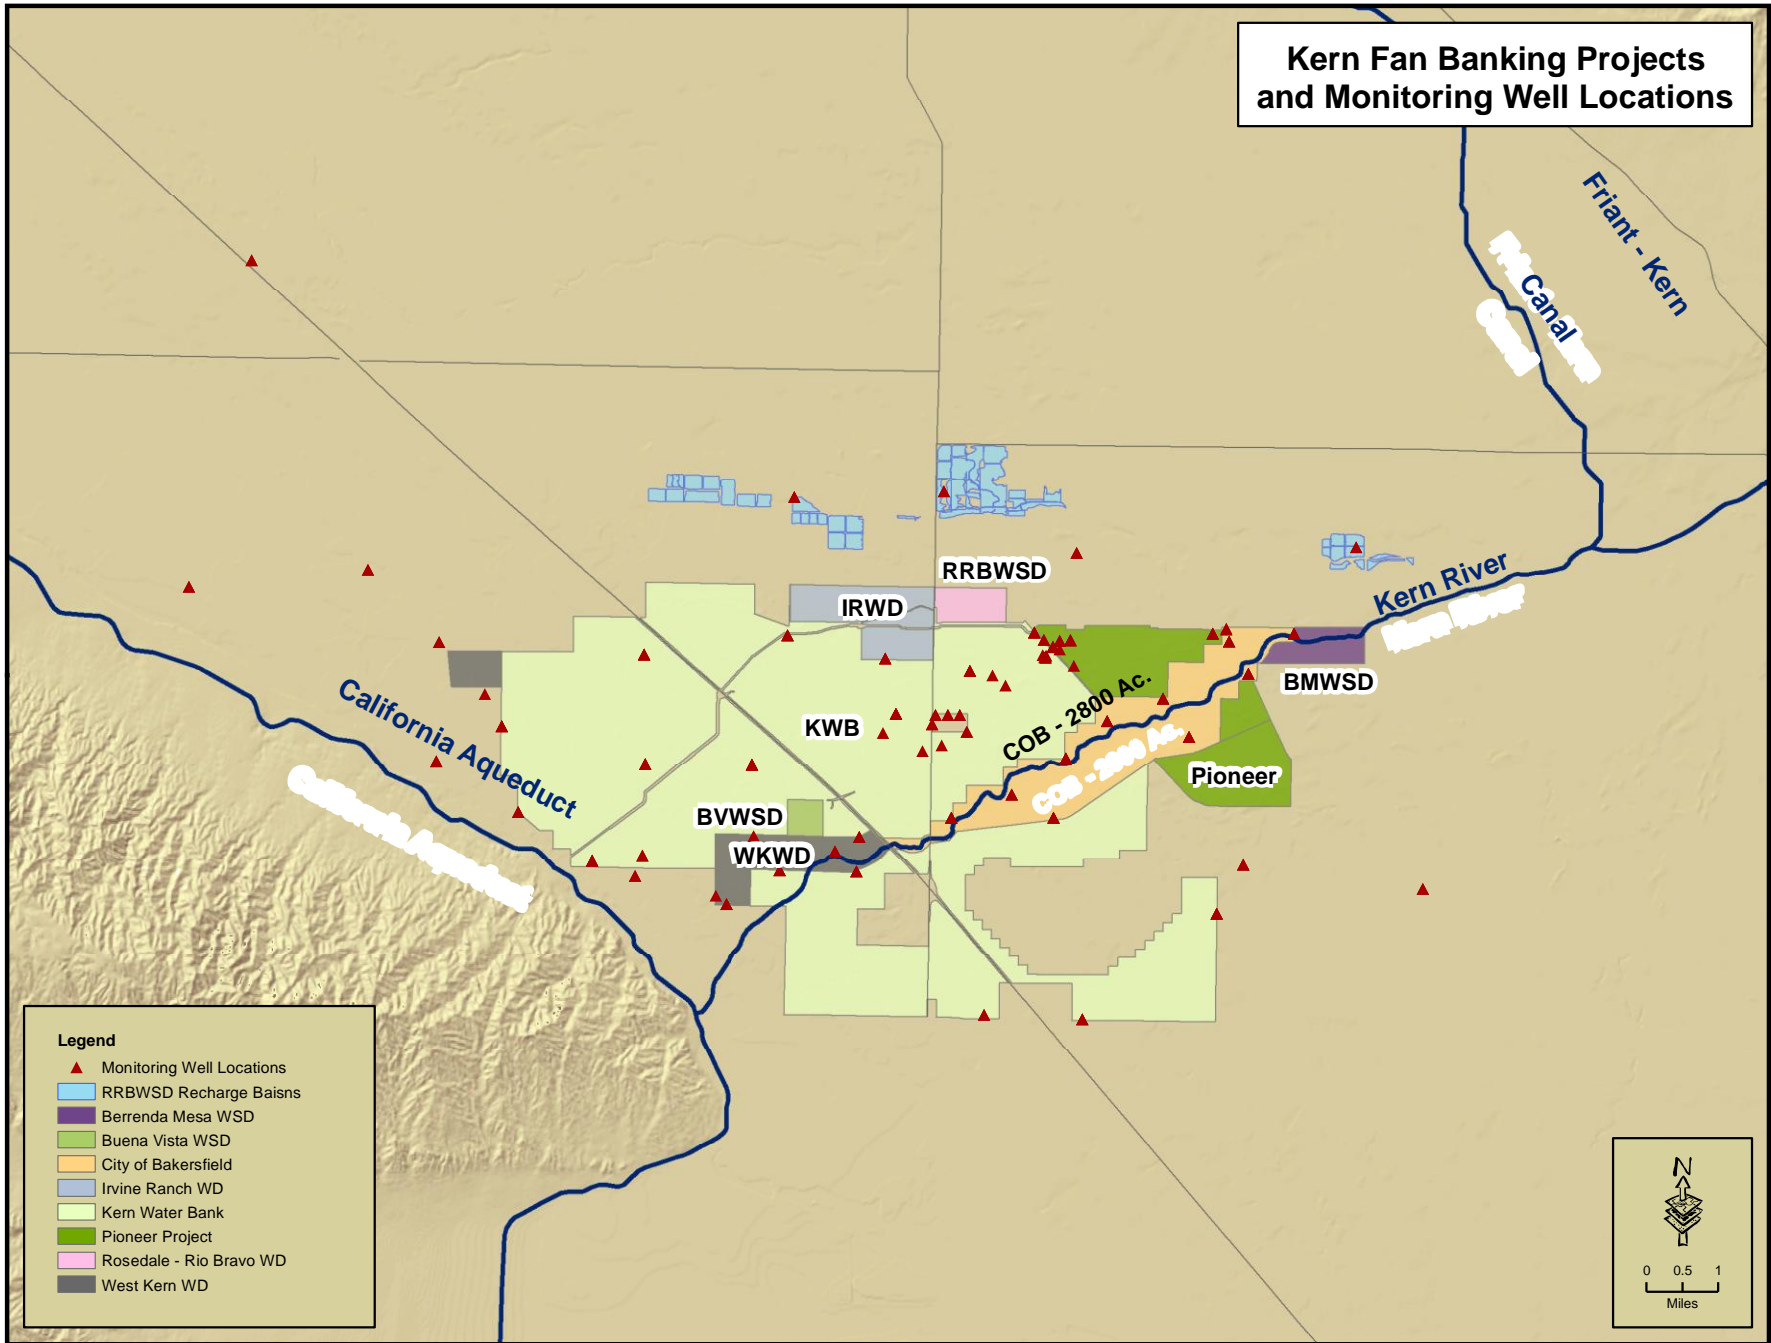 Kern Fan Banking Projects
and Monitoring Well Locations
Friant - Kern
Canal
Kern River
RRBWSD
IRWD
BMWSD
COB - 2800 Ac.
KWB
California Aqueduct
Pioneer
BVWSD
WKWD
Legend
Monitoring Well Locations
RRBWSD Recharge Baisns
Berrenda Mesa WSD
Buena Vista WSD
City of Bakersfield
Irvine Ranch WD
Kern Water Bank
Pioneer Project
Rosedale - Rio Bravo WD
West Kern WD
N
0 0.5 1
Miles